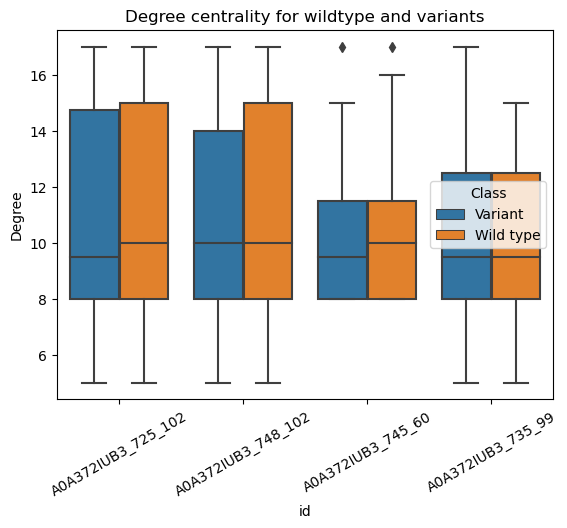 Degree centrality for wildtype and variants
16
14
12
10
8
6
Degree
Class
Variant
Wild type
A0A372IUB3_725_102
A0A372IUB3_748_102
A0A372IUB3_745_60
A0A372IUB3_735_99
id